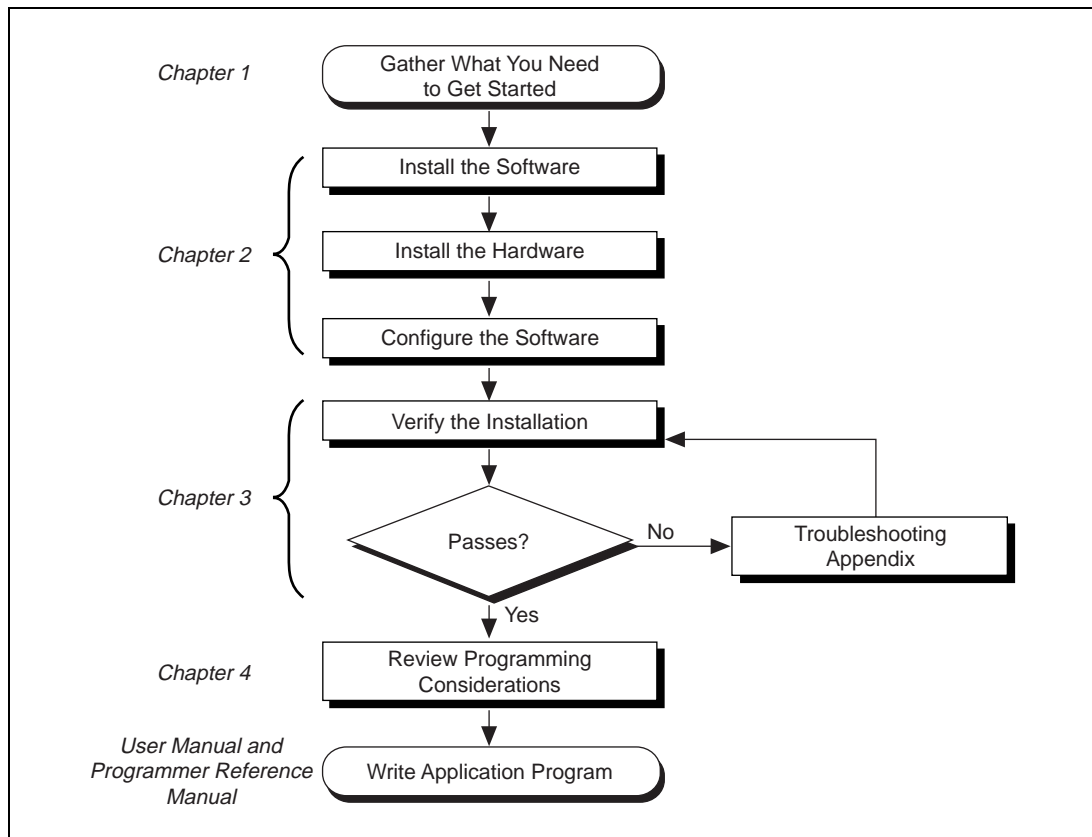 Chapter 1
Gather What You Need
to Get Started
Install the Software
Chapter 2
Install the Hardware
Configure the Software
Verify the Installation
Chapter 3
Passes?
No
Troubleshooting
Appendix
Yes
Chapter 4
Review Programming
Considerations
User Manual and
Programmer Reference
Manual
Write Application Program